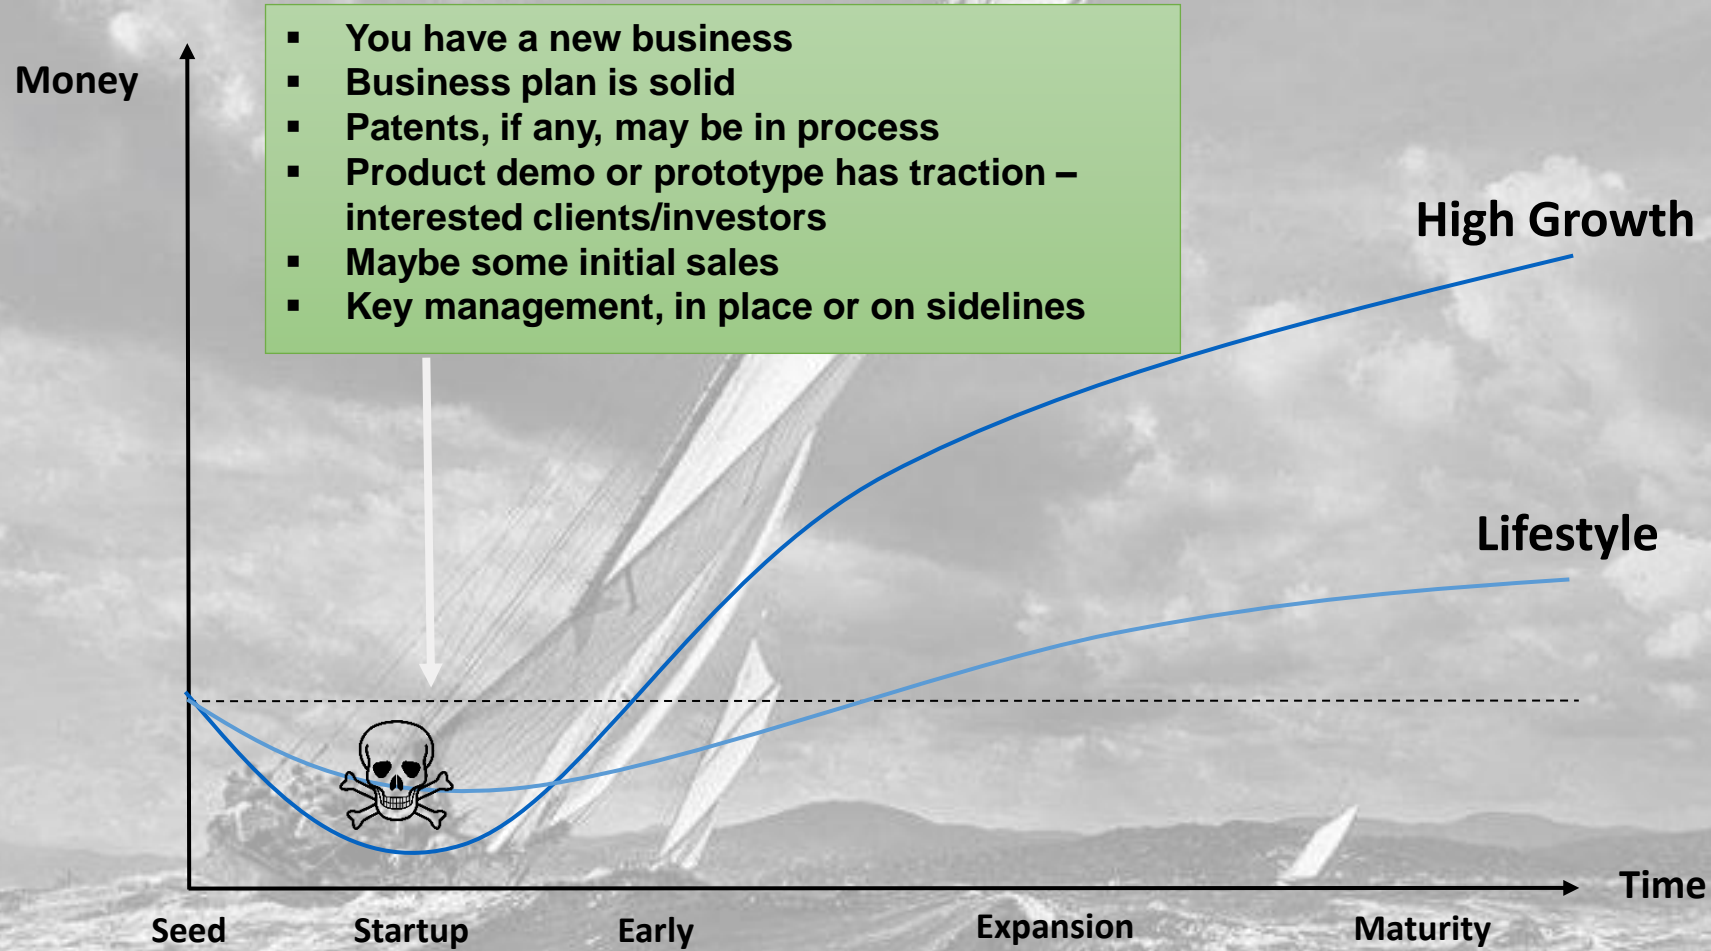 ▪ You have a new business
▪ Business plan is solid
▪ Patents, if any, may be in process
▪ Product demo or prototype has traction –
interested clients/investors
▪ Maybe some initial sales
▪ Key management, in place or on sidelines
Money
High Growth
Lifestyle
Time
Seed
Startup
Early
Expansion
Maturity